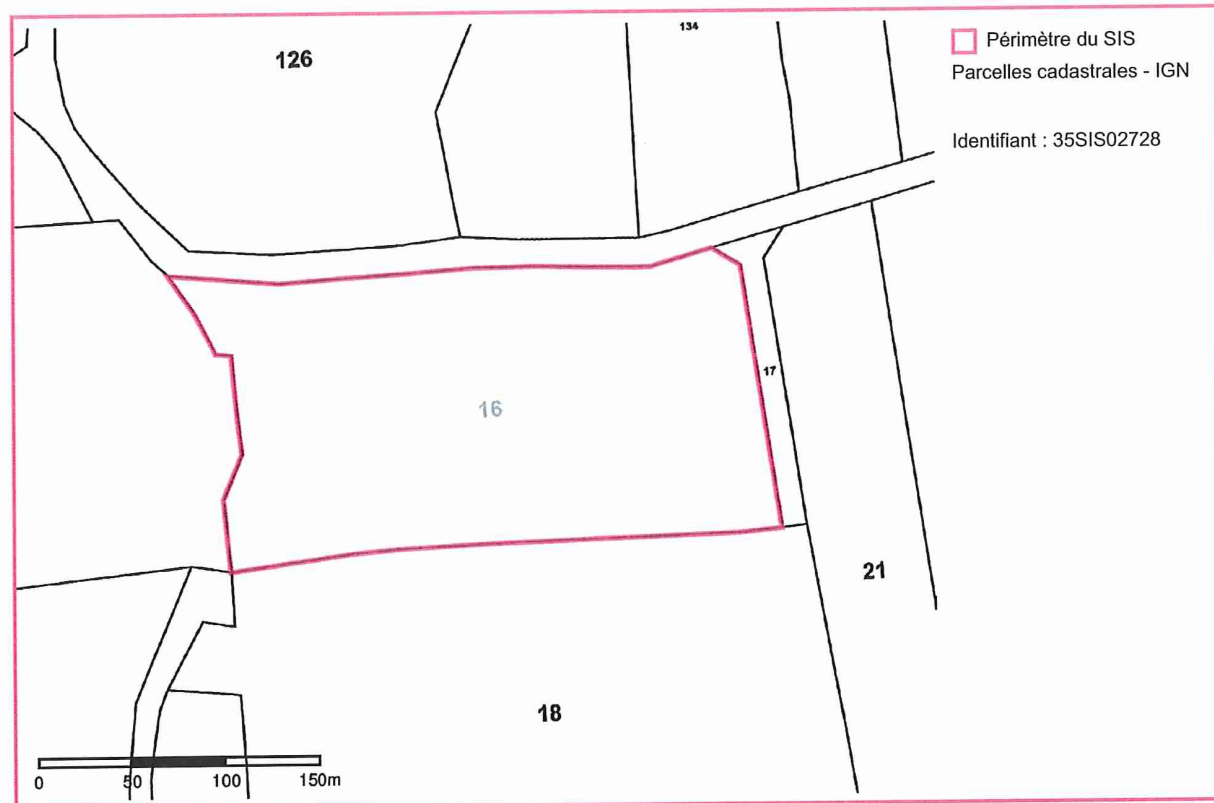 134
126
Périmètre du SIS
Parcelles cadastrales - IGN
Identifiant : 35SIS02728
17
16
21
18
0 50 100 150m